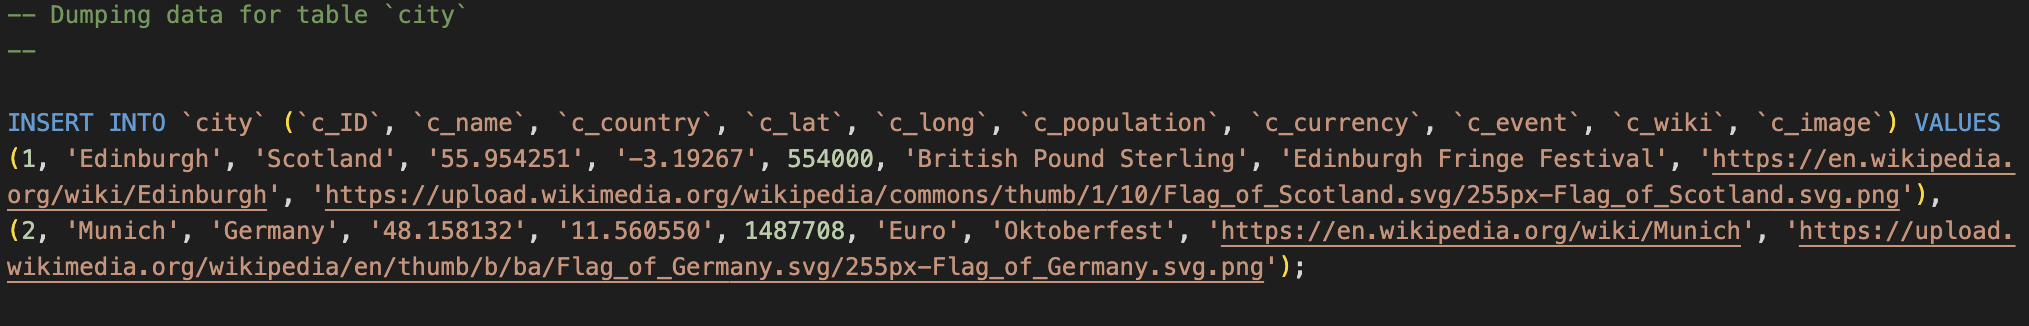 -- Dumping data for table `city`
--
INSERT INTO `city` (`c_ID`, `c_name`, `c_country`, `c_lat`, `c_long`, `c_population`, `c_currency`, `c_event`, `c_wiki`, `c_image`) VALUES
(1, 'Edinburgh', 'Scotland', '55.954251', '-3.19267', 554000, 'British Pound Sterling', 'Edinburgh Fringe Festival', 'https://en.wikipedia.
org/wiki/Edinburgh', 'https://upload.wikimedia.org/wikipedia/commons/thumb/1/10/Flag_of_Scotland.svg/255px-Flag_of_Scotland.svg.png'),
(2, 'Munich', 'Germany', '48.158132', '11.560550', 1487708, 'Euro', 'Oktoberfest', 'https://en.wikipedia.org/wiki/Munich', 'https://upload.
wikimedia.org/wikipedia/en/thumb/b/ba/Flag_of_Germany.svg/255px-Flag_of_Germany.svg.png');